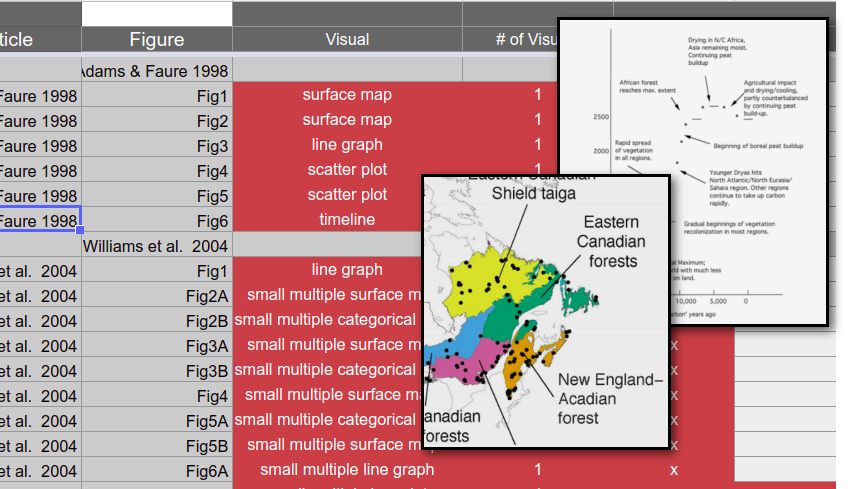 ticle Figure Visual # of Visu
Adams & Faure 1998
Faure 1998 Fig1 surface map 1
Faure 1998 Fig2 surface map 1
Faure 1998 Fig3 line graph 1
Faure 1998 Fig4 scatter plot 1
Faure 1998 Fig5 scatter plot
Faure 1998 Fig6 timeline
Williams et al. 2004
et al. 2004 Fig1 line graph
et al. 2004 Fig2A small multiple surface m
et al. 2004 Fig2B small multiple categorical
et al. 2004 Fig3A small multiple surface m x
et al. 2004 Fig3B small multiple categorical x
et al. 2004 Fig4 small multiple surface m x
et al. 2004 Fig5A small multiple categorical x
et al. 2004 Fig5B small multiple surface m x
et al. 2004 Fig6A small multiple line graph 1 x
Eastern Canadian
Shield taiga
Eastern
Canadian
forests
New England–
Acadian
forest
anadian
forests
Drying in N/C Africa,
Asia remaining moist.
Continuing peat
buildup
African forest
reaches max. extent
Agricultural impact
and drying/cooling,
partly counterbalanced
by continuing peat
build-up.
2500
Rapid spread
of vegetation
in all regions.
2000
Beginning of boreal peat buildup
Younger Dryas hits
North Atlantic/North Eurasia/
Sahara region. Other regions
continue to take up carbon
rapidly.
Gradual beginnings of vegetation
recolonization in most regions.
al Maximum;
rld with much less
on land.
10,000 5,000 0
rbon' years ago